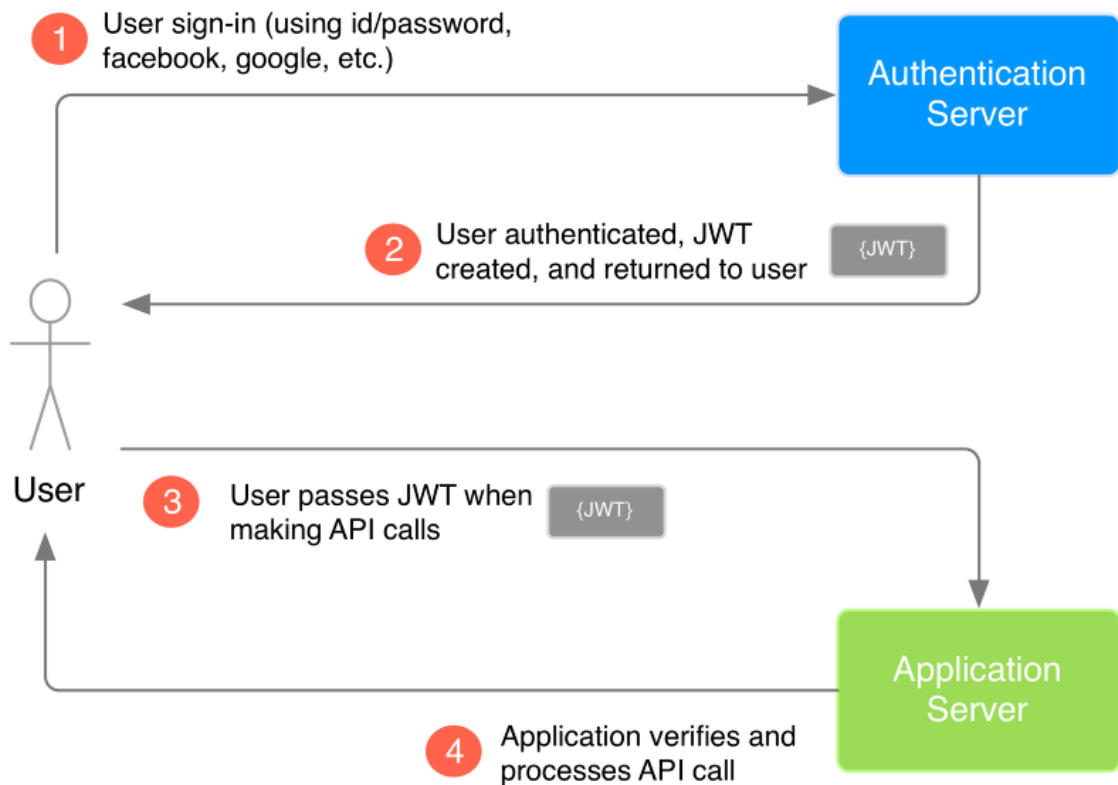 1
User sign-in (using id/password,
facebook, google, etc.)
Authentication
Server
2
User authenticated, JWT
created, and returned to user
{JWT}
User
3
User passes JWT when
making API calls
{JWT}
Application
Server
4
Application verifies and
processes API call